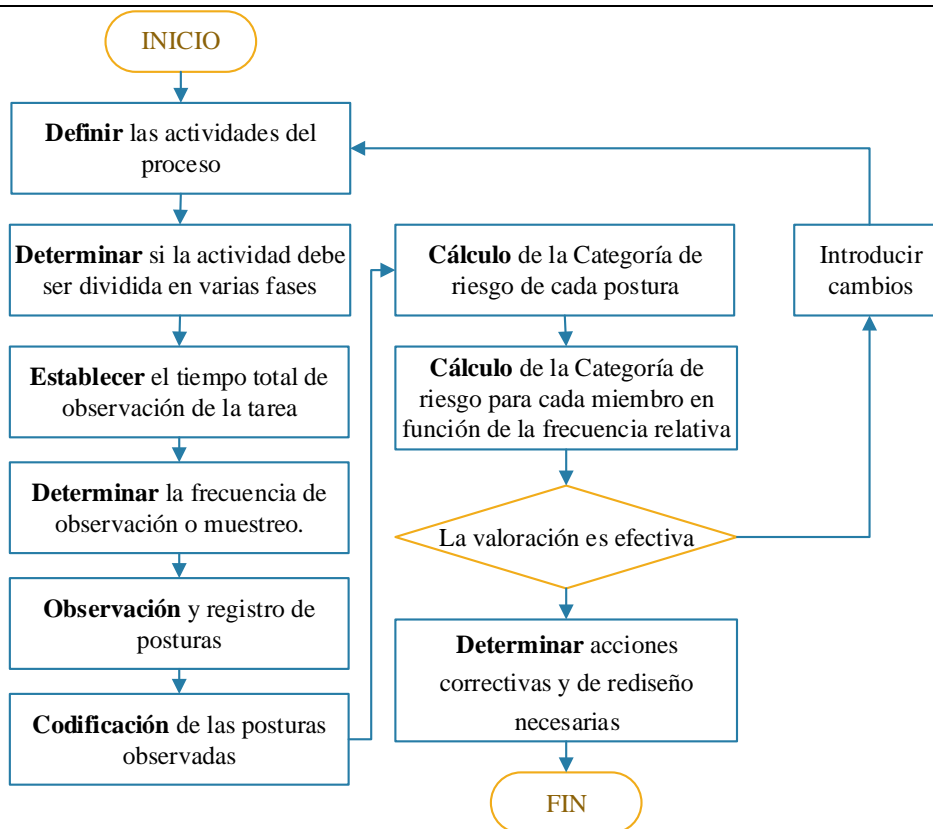 INICIO
Definir las actividades del
proceso
Determinar si la actividad debe
ser dividida en varias fases
Establecer el tiempo total de
observación de la tarea
Determinar la frecuencia de
observación o muestreo.
Observación y registro de
posturas
Codificación de las posturas
observadas
Cálculo de la Categoría de
riesgo de cada postura
Cálculo de la Categoría de
riesgo para cada miembro en
función de la frecuencia relativa
La valoración es efectiva
Introducir
cambios
Determinar acciones
correctivas y de rediseño
necesarias
FIN